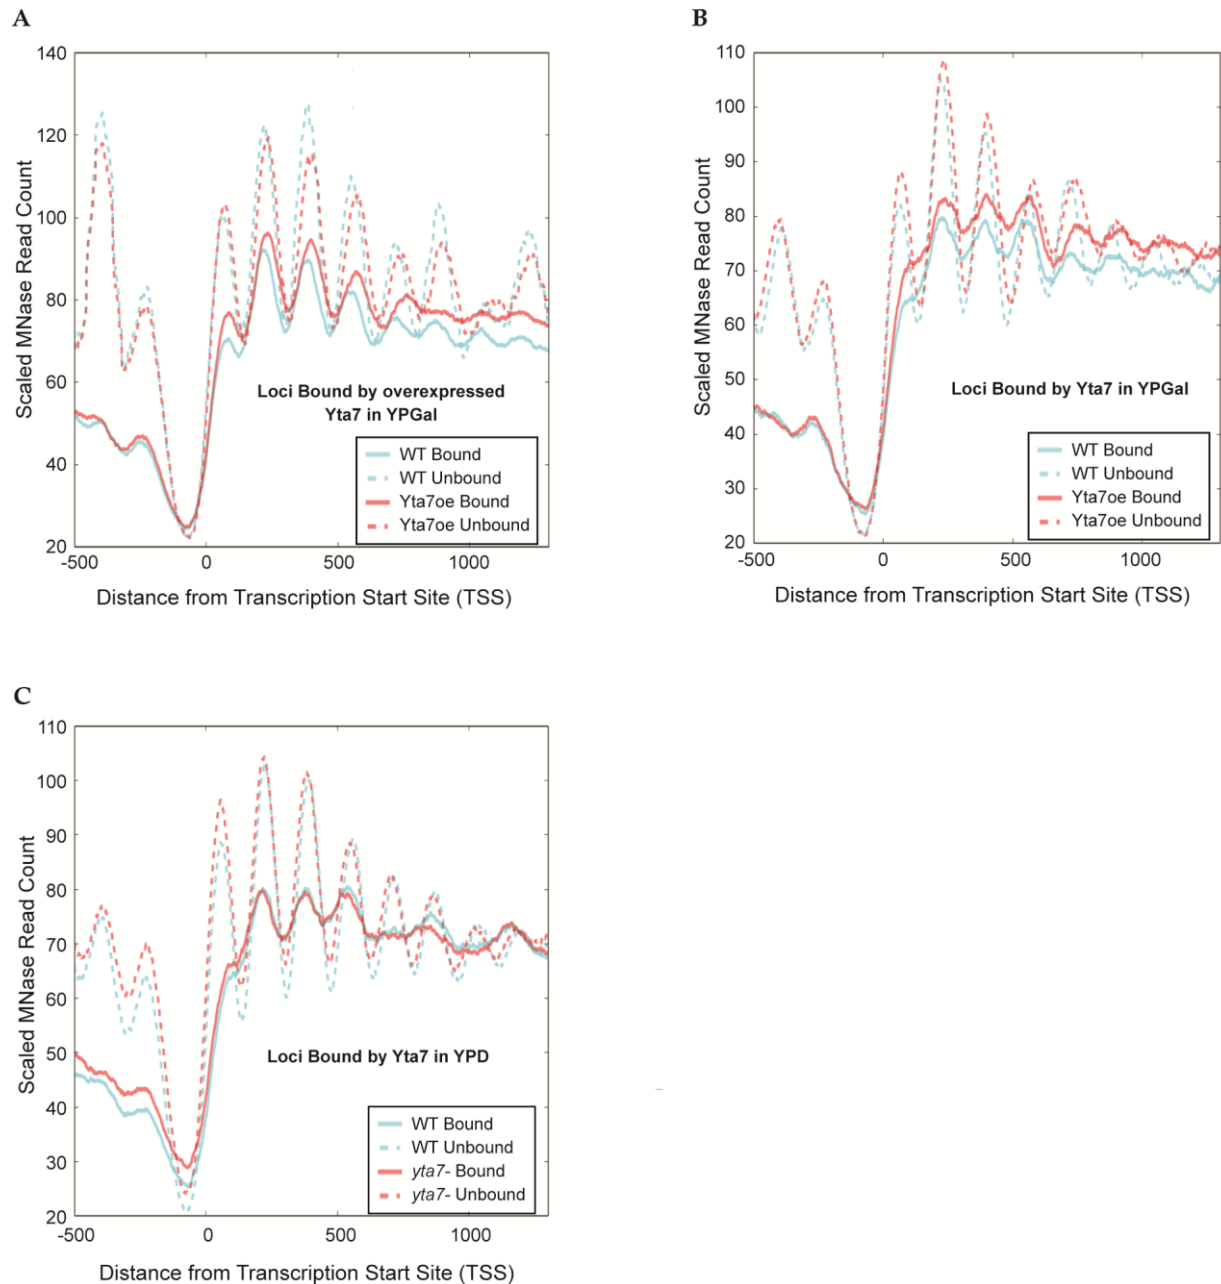 A
140
120
100
80
60
40
20
-500
0
500
1000
Scaled MNase Read Count
Distance from Transcription Start Site (TSS)
Loci Bound by overexpressed
Yta7 in YPGal
WT Bound
WT Unbound
Yta7oe Bound
Yta7oe Unbound
B
110
100
90
80
70
60
50
40
30
20
-500
0
500
1000
Scaled MNase Read Count
Distance from Transcription Start Site (TSS)
Loci Bound by Yta7 in YPGal
WT Bound
WT Unbound
Yta7oe Bound
Yta7oe Unbound
C
110
100
90
80
70
60
50
40
30
20
-500
0
500
1000
Scaled MNase Read Count
Distance from Transcription Start Site (TSS)
Loci Bound by Yta7 in YPD
WT Bound
WT Unbound
yta7- Bound
yta7- Unbound